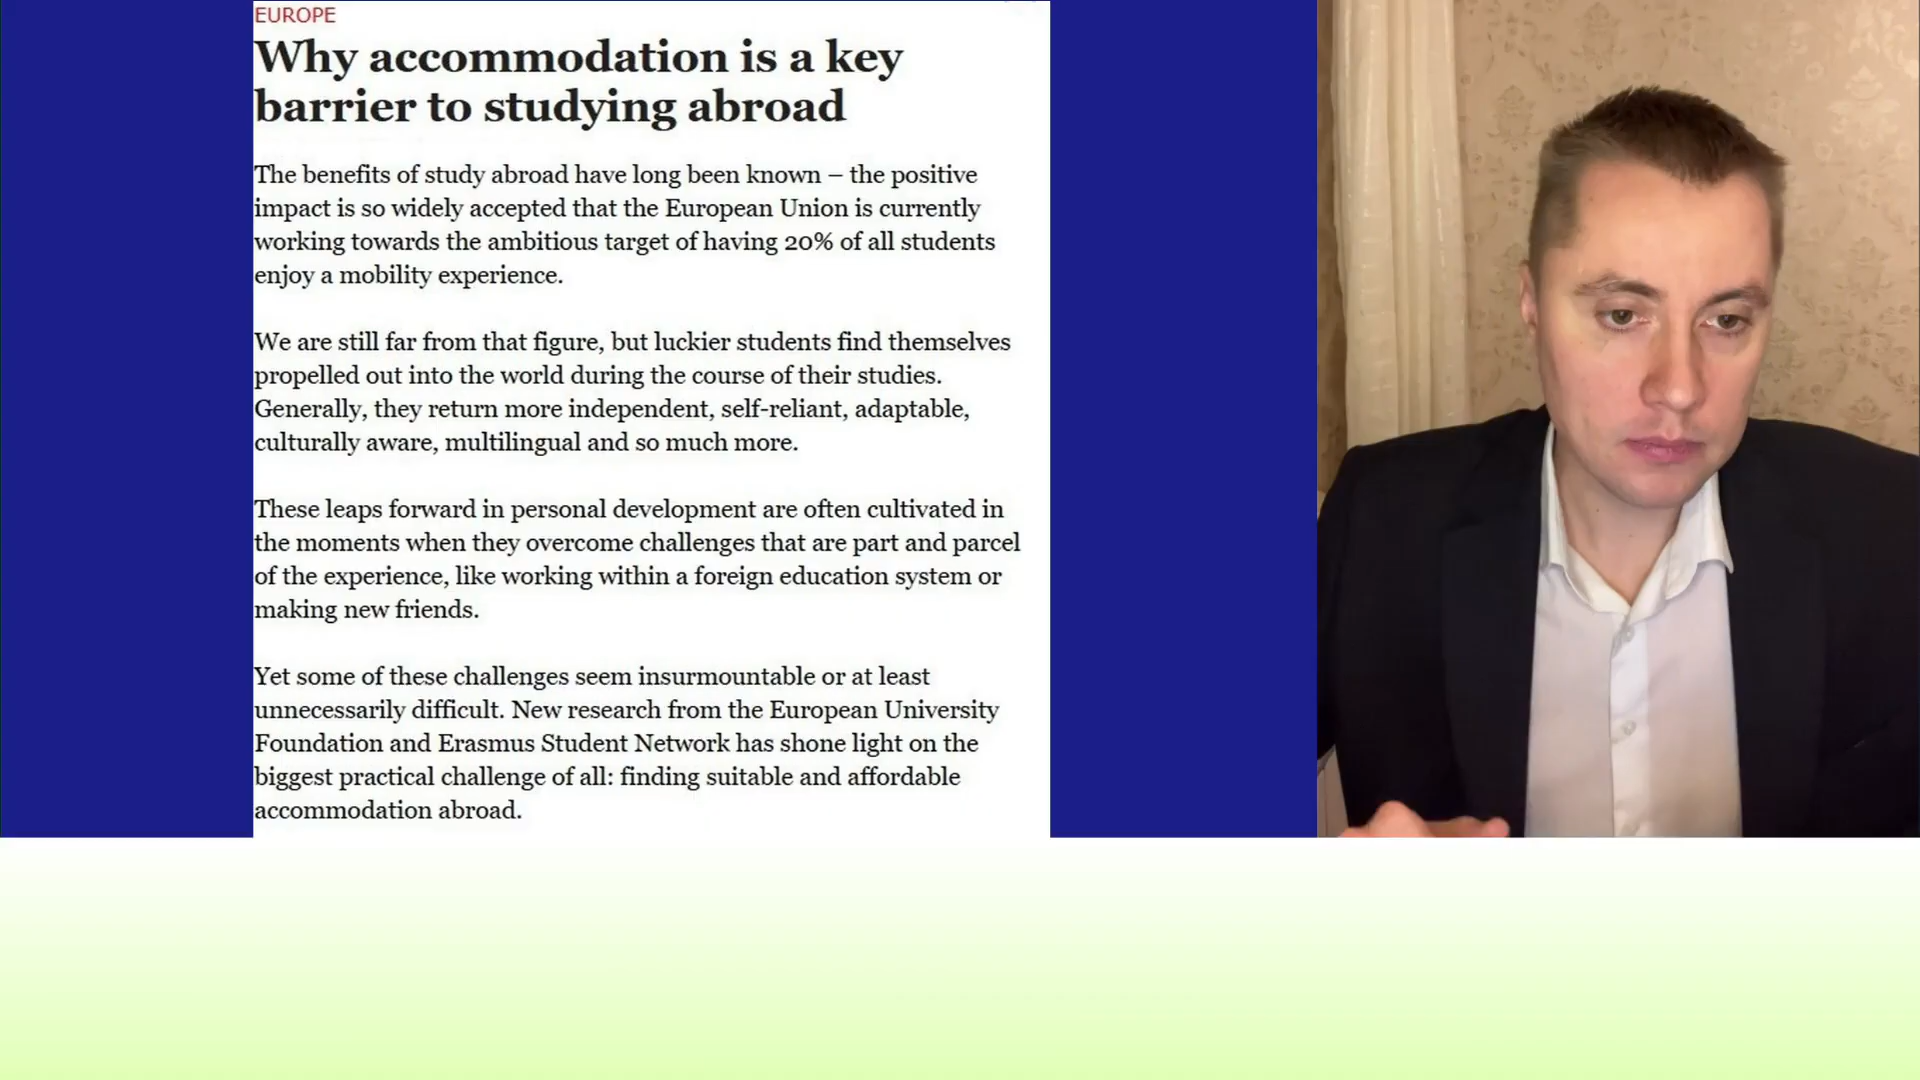 EUROPE
Why accommodation is a key
barrier to studying abroad
The benefits of study abroad have long been known – the positive
impact is so widely accepted that the European Union is currently
working towards the ambitious target of having 20% of all students
enjoy a mobility experience.
We are still far from that figure, but luckier students find themselves
propelled out into the world during the course of their studies.
Generally, they return more independent, self-reliant, adaptable,
culturally aware, multilingual and so much more.
These leaps forward in personal development are often cultivated in
the moments when they overcome challenges that are part and parcel
of the experience, like working within a foreign education system or
making new friends.
Yet some of these challenges seem insurmountable or at least
unnecessarily difficult. New research from the European University
Foundation and Erasmus Student Network has shone light on the
biggest practical challenge of all: finding suitable and affordable
accommodation abroad.